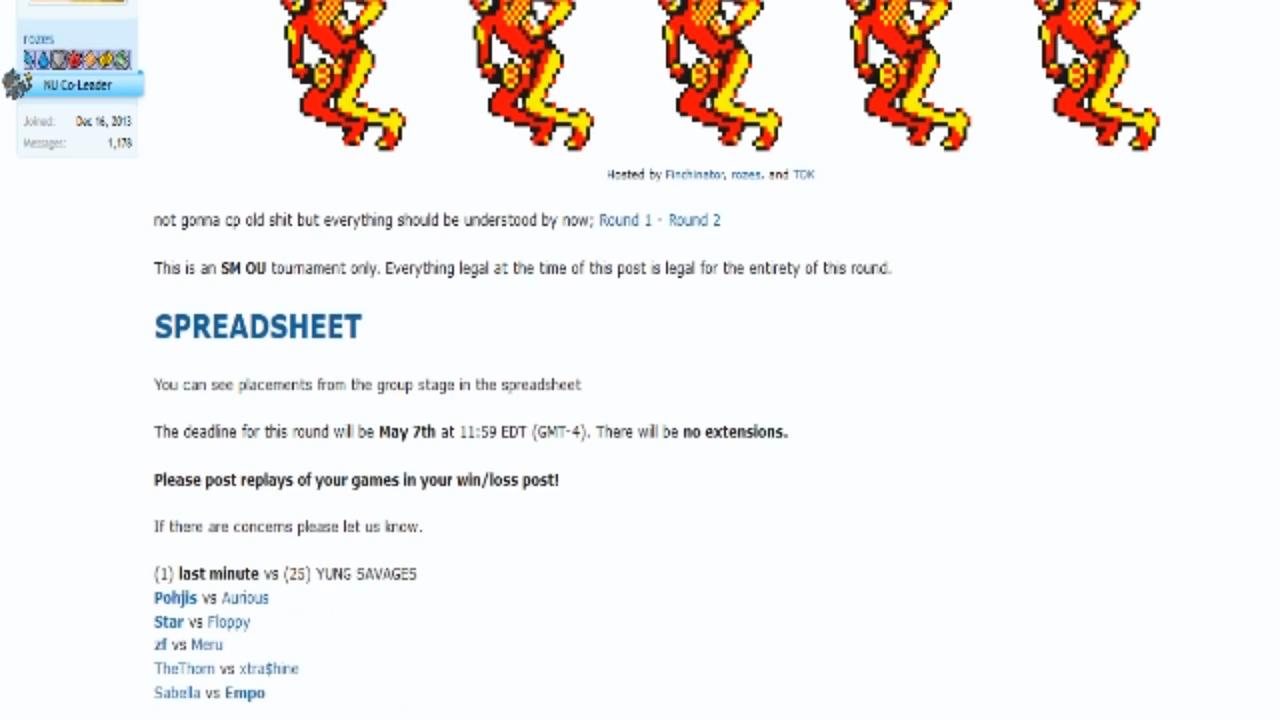 rozes
NU Co-Leader
Joined: Dec 16, 2013
Messages: 1,178
Hosted by Finchinator, rozes, and TDK
not gonna cp old shit but everything should be understood by now; Round 1 - Round 2
This is an SM OU tournament only. Everything legal at the time of this post is legal for the entirety of this round.
SPREADSHEET
You can see placements from the group stage in the spreadsheet
The deadline for this round will be May 7th at 11:59 EDT (GMT-4). There will be no extensions.
Please post replays of your games in your win/loss post!
If there are concerns please let us know.
(1) last minute vs (25) YUNG SAVAGES
Pohjis vs Aurious
Star vs Floppy
zf vs Meru
TheThorn vs xtra$hine
Sabella vs Empo